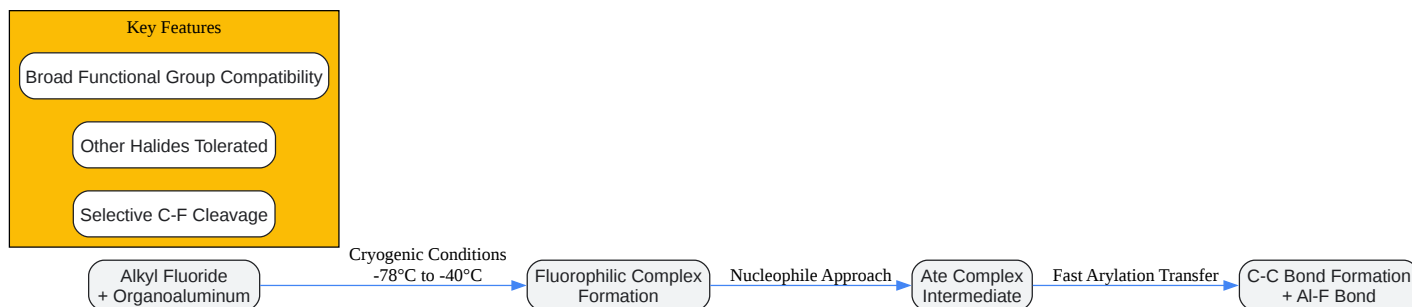 Key Features
Broad Functional Group Compatibility
Other Halides Tolerated
Selective C-F Cleavage
Alkyl Fluoride
+ Organoaluminum
Cryogenic Conditions
-78°C to -40°C
Fluorophilic Complex
Formation
Nucleophile Approach
Ate Complex
Intermediate
Fast Arylation Transfer
C-C Bond Formation
+ Al-F Bond